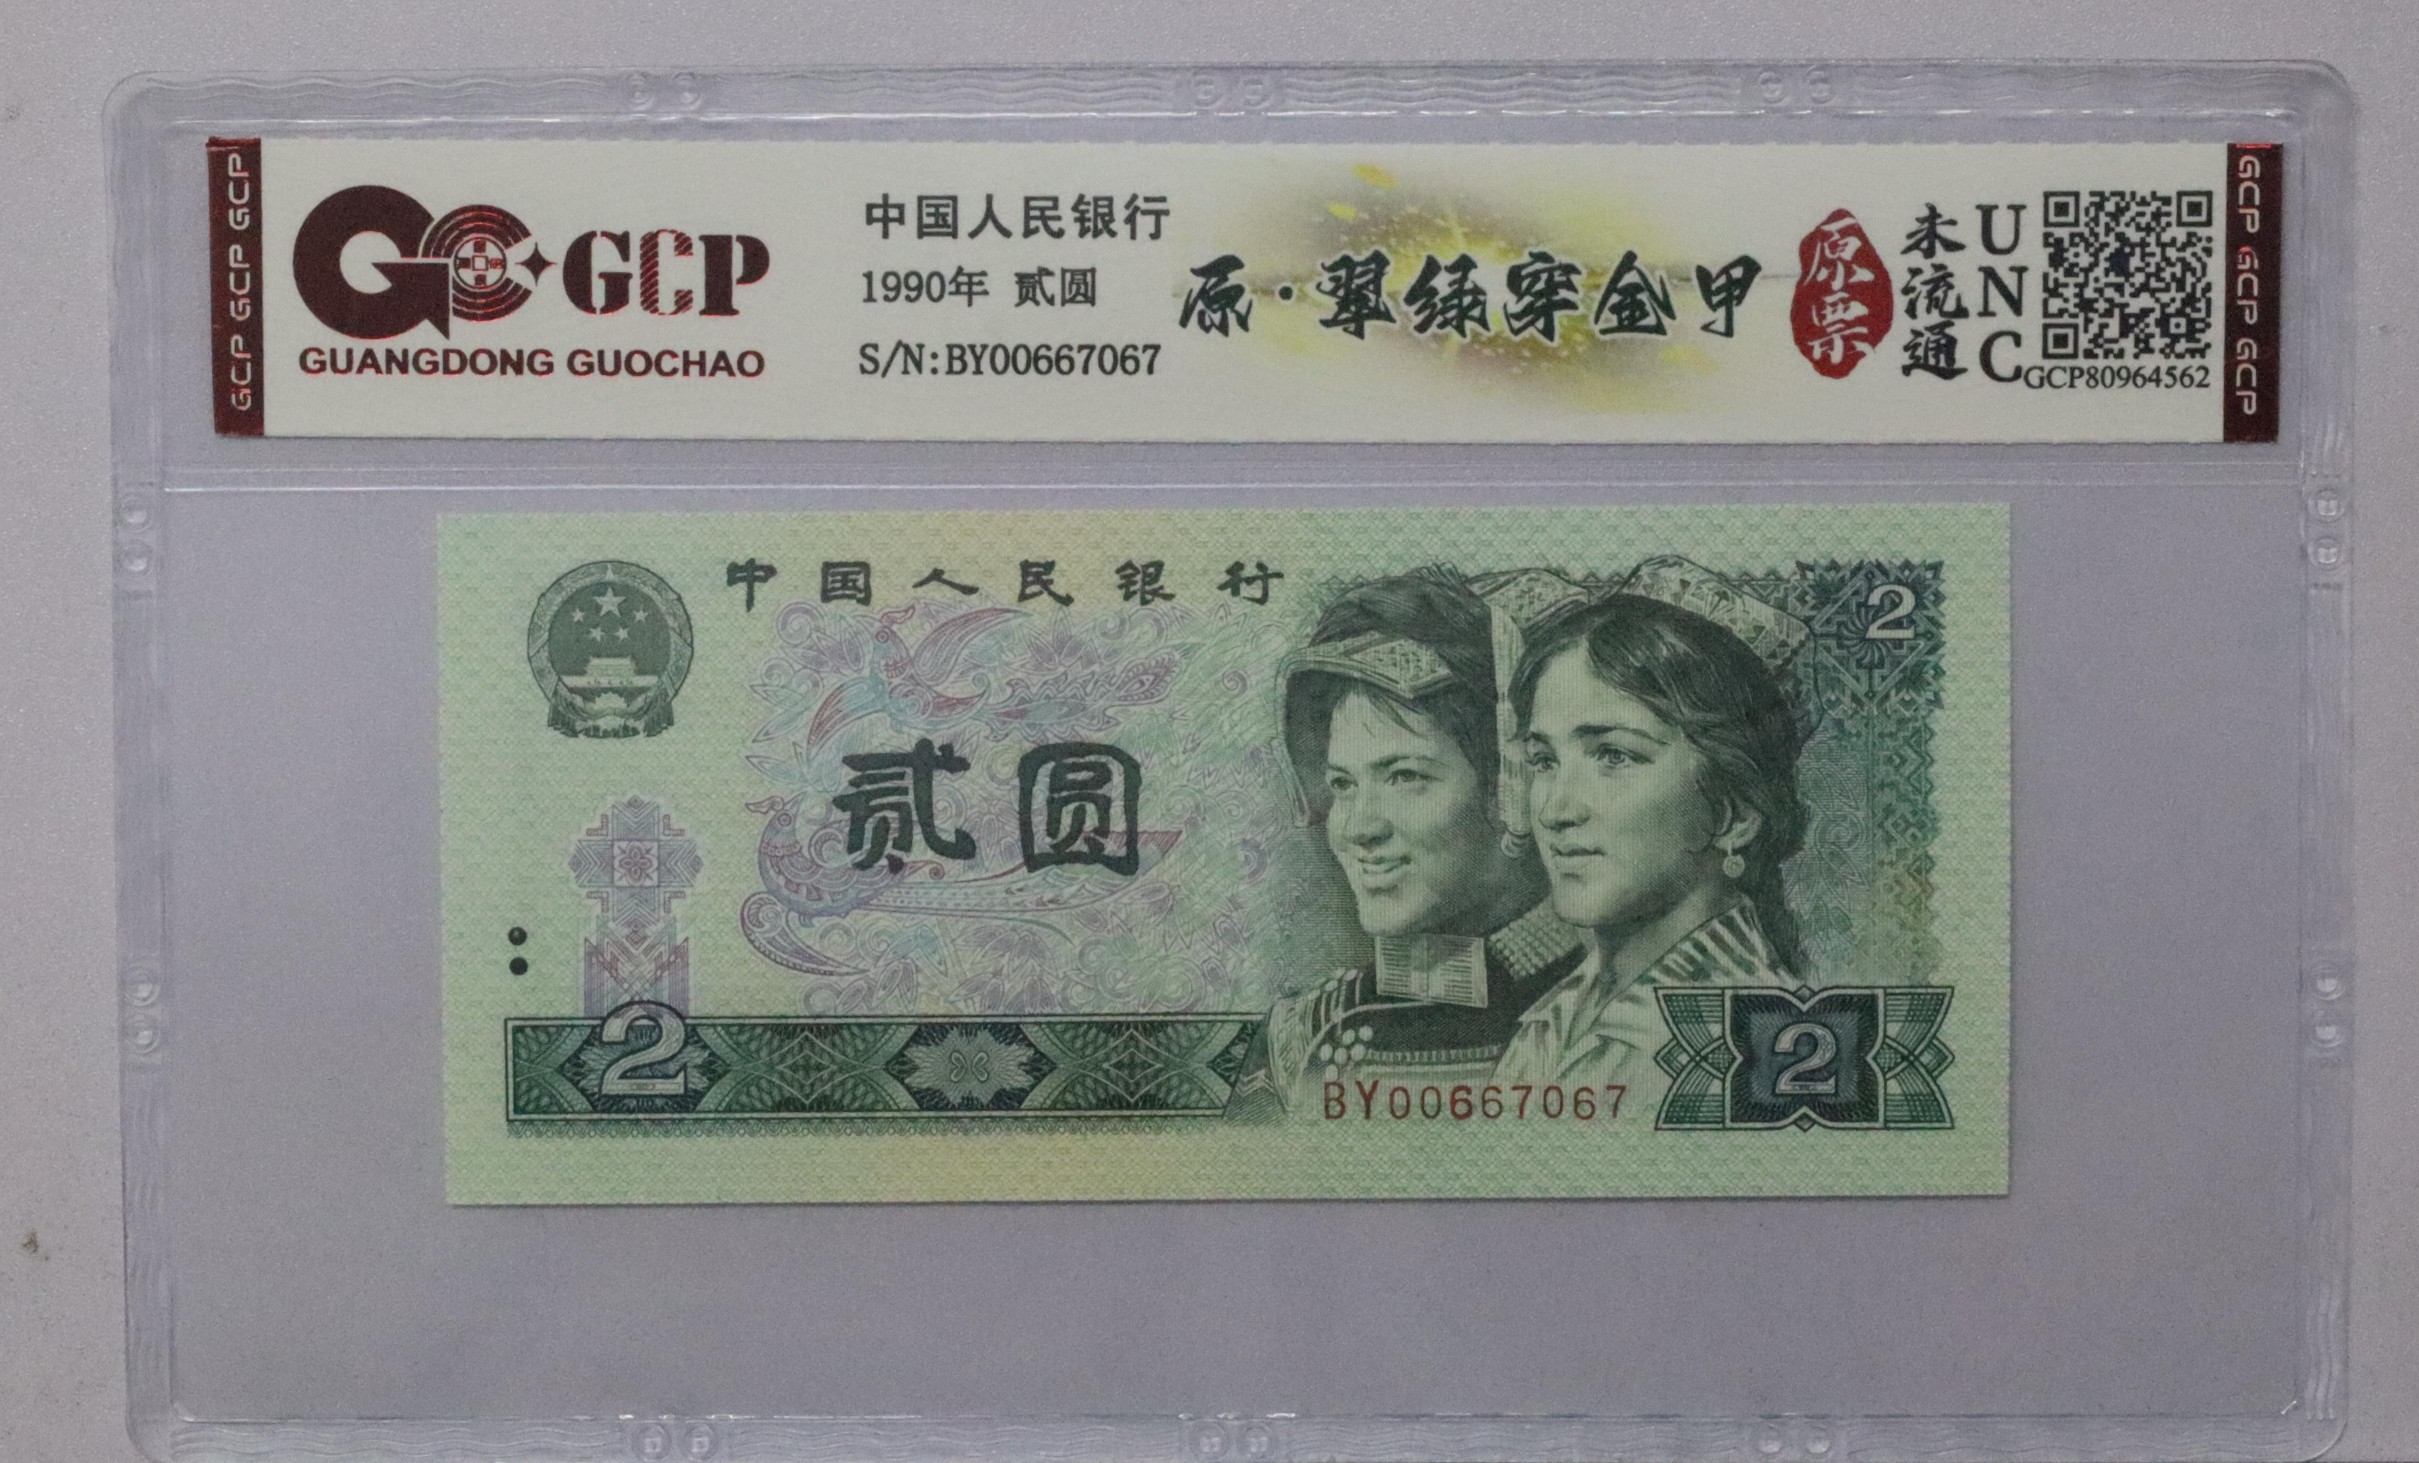 GCP GCP GCP
GCP
GUANGDONG GUOCHAO
中国人民银行
1990年 贰圆
S/N:BY00667067
原·翠绿穿金甲
原票
未流通
UNC
GCP80964562
GCP GCP GCP
中国人民银行
2
贰圆
2
BY00667067
2